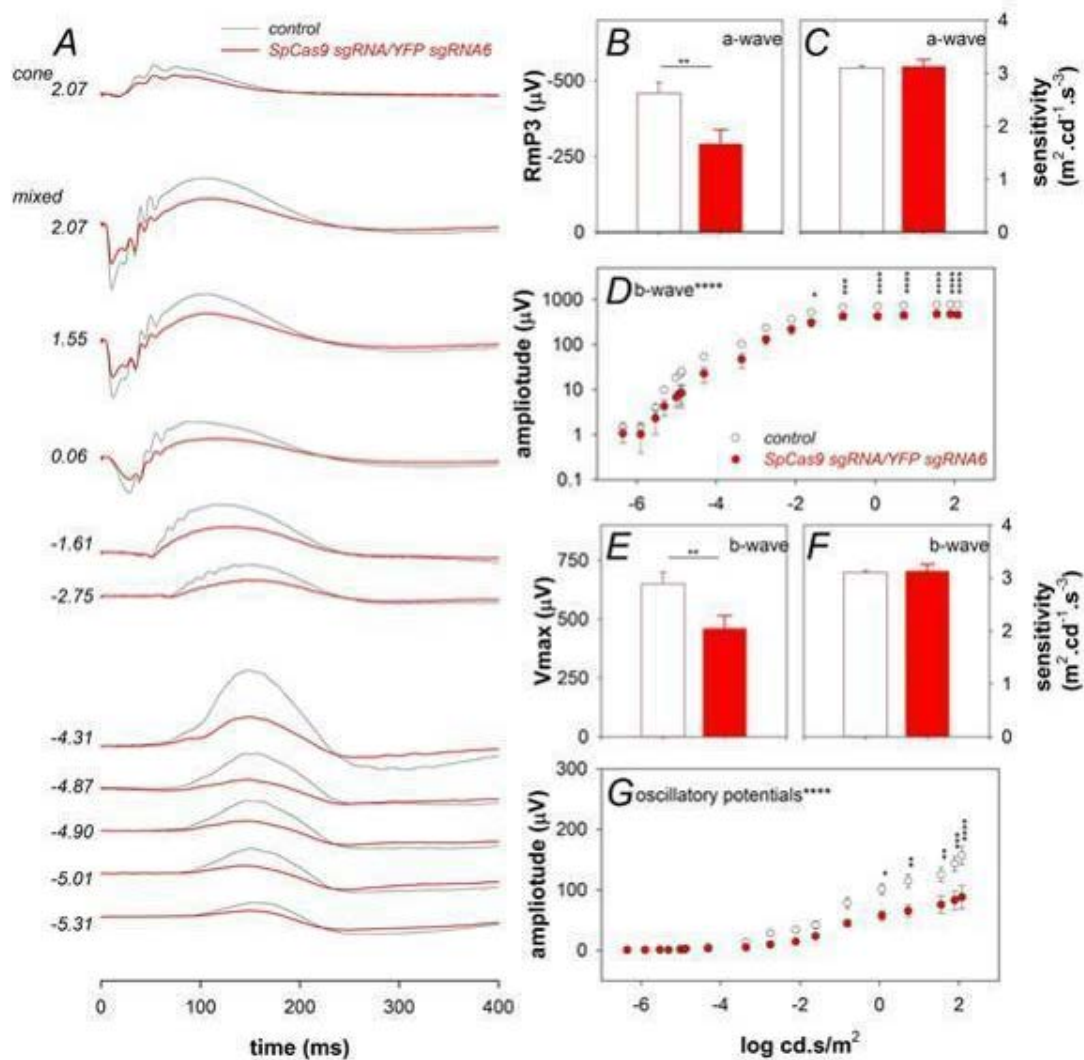 A
control
SpCas9 sgRNA/YFP sgRNA6
cone
2.07
mixed
2.07
1.55
0.06
-1.61
-2.75
-4.31
-4.87
-4.90
-5.01
-5.31
0 100 200 300 400
time (ms)
B a-wave
**
-500
-250
0
RmP3 (µV)
C a-wave
4
3
2
1
0
sensitivity
(m².cd⁻¹.s⁻³)
D b-wave****
* *** **** **** **** **** ****
1000
100
10
1
0.1
ampliotude (µV)
control
SpCas9 sgRNA/YFP sgRNA6
-6 -4 -2 0 2
E b-wave
**
750
500
250
0
Vmax (µV)
F b-wave
4
3
2
1
0
sensitivity
(m².cd⁻¹.s⁻³)
G oscillatory potentials****
300
200
100
0
ampliotude (µV)
-6 -4 -2 0 2
log cd.s/m²